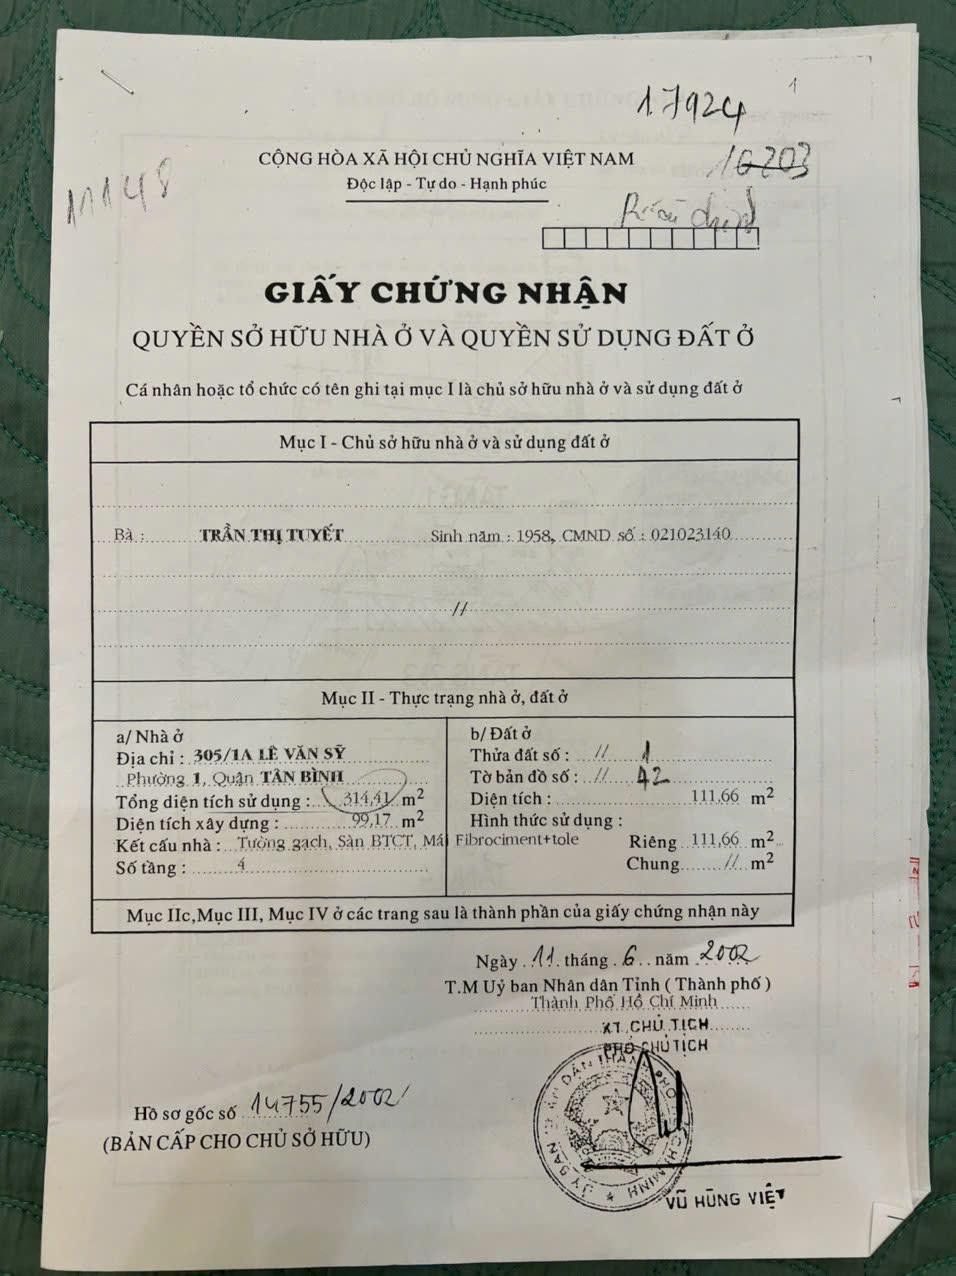 17924
1
CỘNG HÒA XÃ HỘI CHỦ NGHĨA VIỆT NAM
16203
Độc lập - Tự do - Hạnh phúc
11148
GIẤY CHỨNG NHẬN
QUYỀN SỞ HỮU NHÀ Ở VÀ QUYỀN SỬ DỤNG ĐẤT Ở
Cá nhân hoặc tổ chức có tên ghi tại mục I là chủ sở hữu nhà ở và sử dụng đất ở
Mục I - Chủ sở hữu nhà ở và sử dụng đất ở
Bà : TRẦN THỊ TUYẾT Sinh năm : 1958, CMND số : 021023140
//
Mục II - Thực trạng nhà ở, đất ở
a/ Nhà ở
Địa chỉ : 305/1A LÊ VĂN SỸ
Phường 1, Quận TÂN BÌNH
Tổng diện tích sử dụng : 314,41 m2
Diện tích xây dựng : 99,17 m2
Kết cấu nhà : Tường gạch, Sàn BTCT, Mái Fibrociment+tole
Số tầng : 4
b/ Đất ở
Thửa đất số : // 1
Tờ bản đồ số : // 42
Diện tích : 111,66 m2
Hình thức sử dụng :
Riêng 111,66 m2
Chung // m2
Mục IIc,Mục III, Mục IV ở các trang sau là thành phần của giấy chứng nhận này
Ngày 11 tháng 6 năm 2002
T.M Uỷ ban Nhân dân Tỉnh ( Thành phố )
Thành Phố Hồ Chí Minh
KT. CHỦ TỊCH
PHÓ CHỦ TỊCH
Hồ sơ gốc số 14755/2002
(BẢN CẤP CHO CHỦ SỞ HỮU)
VŨ HÙNG VIỆT